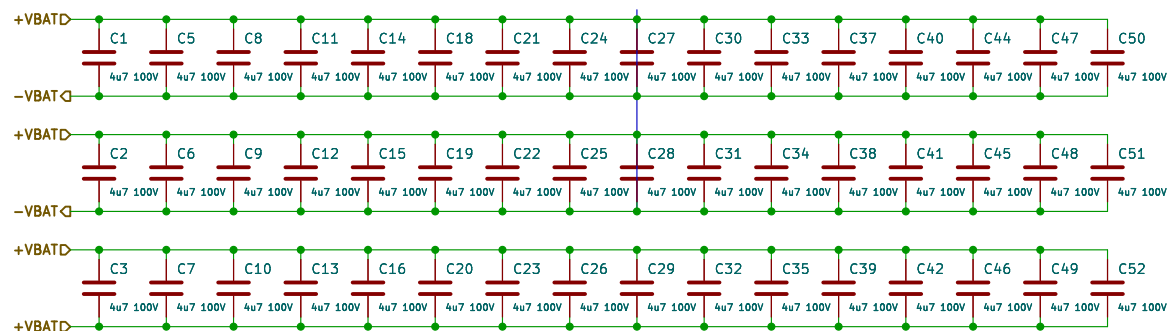 +VBAT
C1 C5 C8 C11 C14 C18 C21 C24 C27 C30 C33 C37 C40 C44 C47 C50
4u7 100V 4u7 100V 4u7 100V 4u7 100V 4u7 100V 4u7 100V 4u7 100V 4u7 100V 4u7 100V 4u7 100V 4u7 100V 4u7 100V 4u7 100V 4u7 100V 4u7 100V 4u7 100V
-VBAT
+VBAT
C2 C6 C9 C12 C15 C19 C22 C25 C28 C31 C34 C38 C41 C45 C48 C51
4u7 100V 4u7 100V 4u7 100V 4u7 100V 4u7 100V 4u7 100V 4u7 100V 4u7 100V 4u7 100V 4u7 100V 4u7 100V 4u7 100V 4u7 100V 4u7 100V 4u7 100V 4u7 100V
-VBAT
+VBAT
C3 C7 C10 C13 C16 C20 C23 C26 C29 C32 C35 C39 C42 C46 C49 C52
4u7 100V 4u7 100V 4u7 100V 4u7 100V 4u7 100V 4u7 100V 4u7 100V 4u7 100V 4u7 100V 4u7 100V 4u7 100V 4u7 100V 4u7 100V 4u7 100V 4u7 100V 4u7 100V
+VBAT